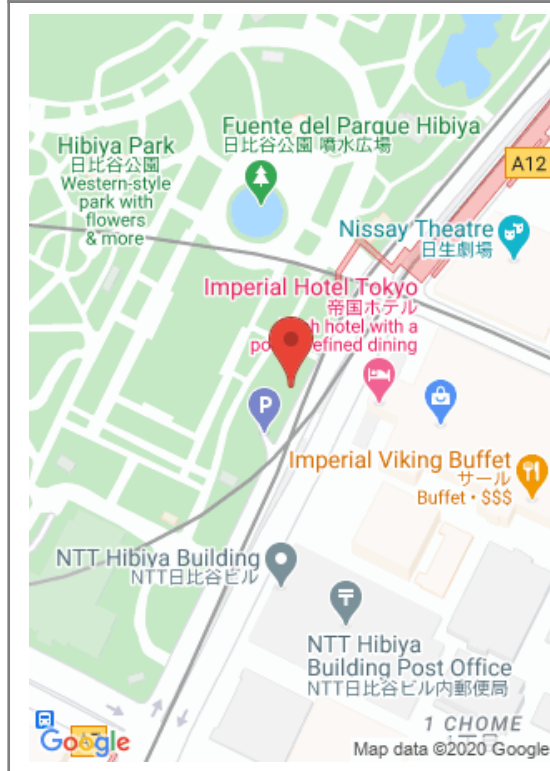 Fuente del Parque Hibiya
日比谷公園 噴水広場
Hibiya Park
日比谷公園
Western-style
park with
flowers
& more
A12
Nissay Theatre
日生劇場
Imperial Hotel Tokyo
帝国ホテル
h hotel with a
po efined dining
P
Imperial Viking Buffet
サール
Buffet • $$$
NTT Hibiya Building
NTT日比谷ビル
NTT Hibiya
Building Post Office
NTT日比谷ビル内郵便局
1 CHOME
Google
Map data ©2020 Google